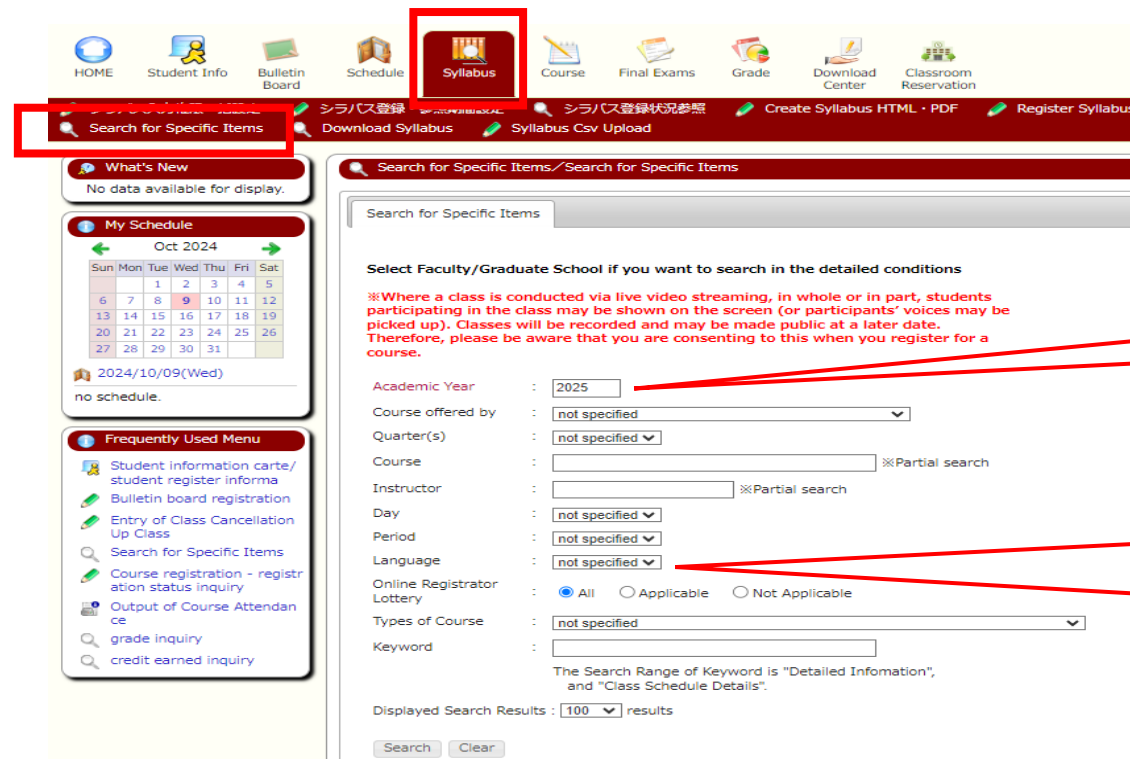 HOME Student Info Bulletin Board Schedule Syllabus Course Final Exams Grade Download Center Classroom Reservation
シラバス登録 シラバス登録状況参照 Create Syllabus HTML・PDF Register Syllabus
Search for Specific Items Download Syllabus Syllabus Csv Upload
What's New
No data available for display.
My Schedule
Oct 2024
Sun Mon Tue Wed Thu Fri Sat
1 2 3 4 5
6 7 8 9 10 11 12
13 14 15 16 17 18 19
20 21 22 23 24 25 26
27 28 29 30 31
2024/10/09(Wed)
no schedule.
Frequently Used Menu
Student information carte/
student register informa
Bulletin board registration
Entry of Class Cancellation
Up Class
Search for Specific Items
Course registration - registr
ation status inquiry
Output of Course Attendan
ce
grade inquiry
credit earned inquiry
Search for Specific Items／Search for Specific Items
Search for Specific Items
Select Faculty/Graduate School if you want to search in the detailed conditions
※Where a class is conducted via live video streaming, in whole or in part, students
participating in the class may be shown on the screen (or participants' voices may be
picked up). Classes will be recorded and may be made public at a later date.
Therefore, please be aware that you are consenting to this when you register for a
course.
Academic Year : 2025
Course offered by : not specified
Quarter(s) : not specified
Course : ※Partial search
Instructor : ※Partial search
Day : not specified
Period : not specified
Language : not specified
Online Registrator
Lottery : All Applicable Not Applicable
Types of Course : not specified
Keyword :
The Search Range of Keyword is "Detailed Infomation",
and "Class Schedule Details".
Displayed Search Results : 100 results
Search Clear